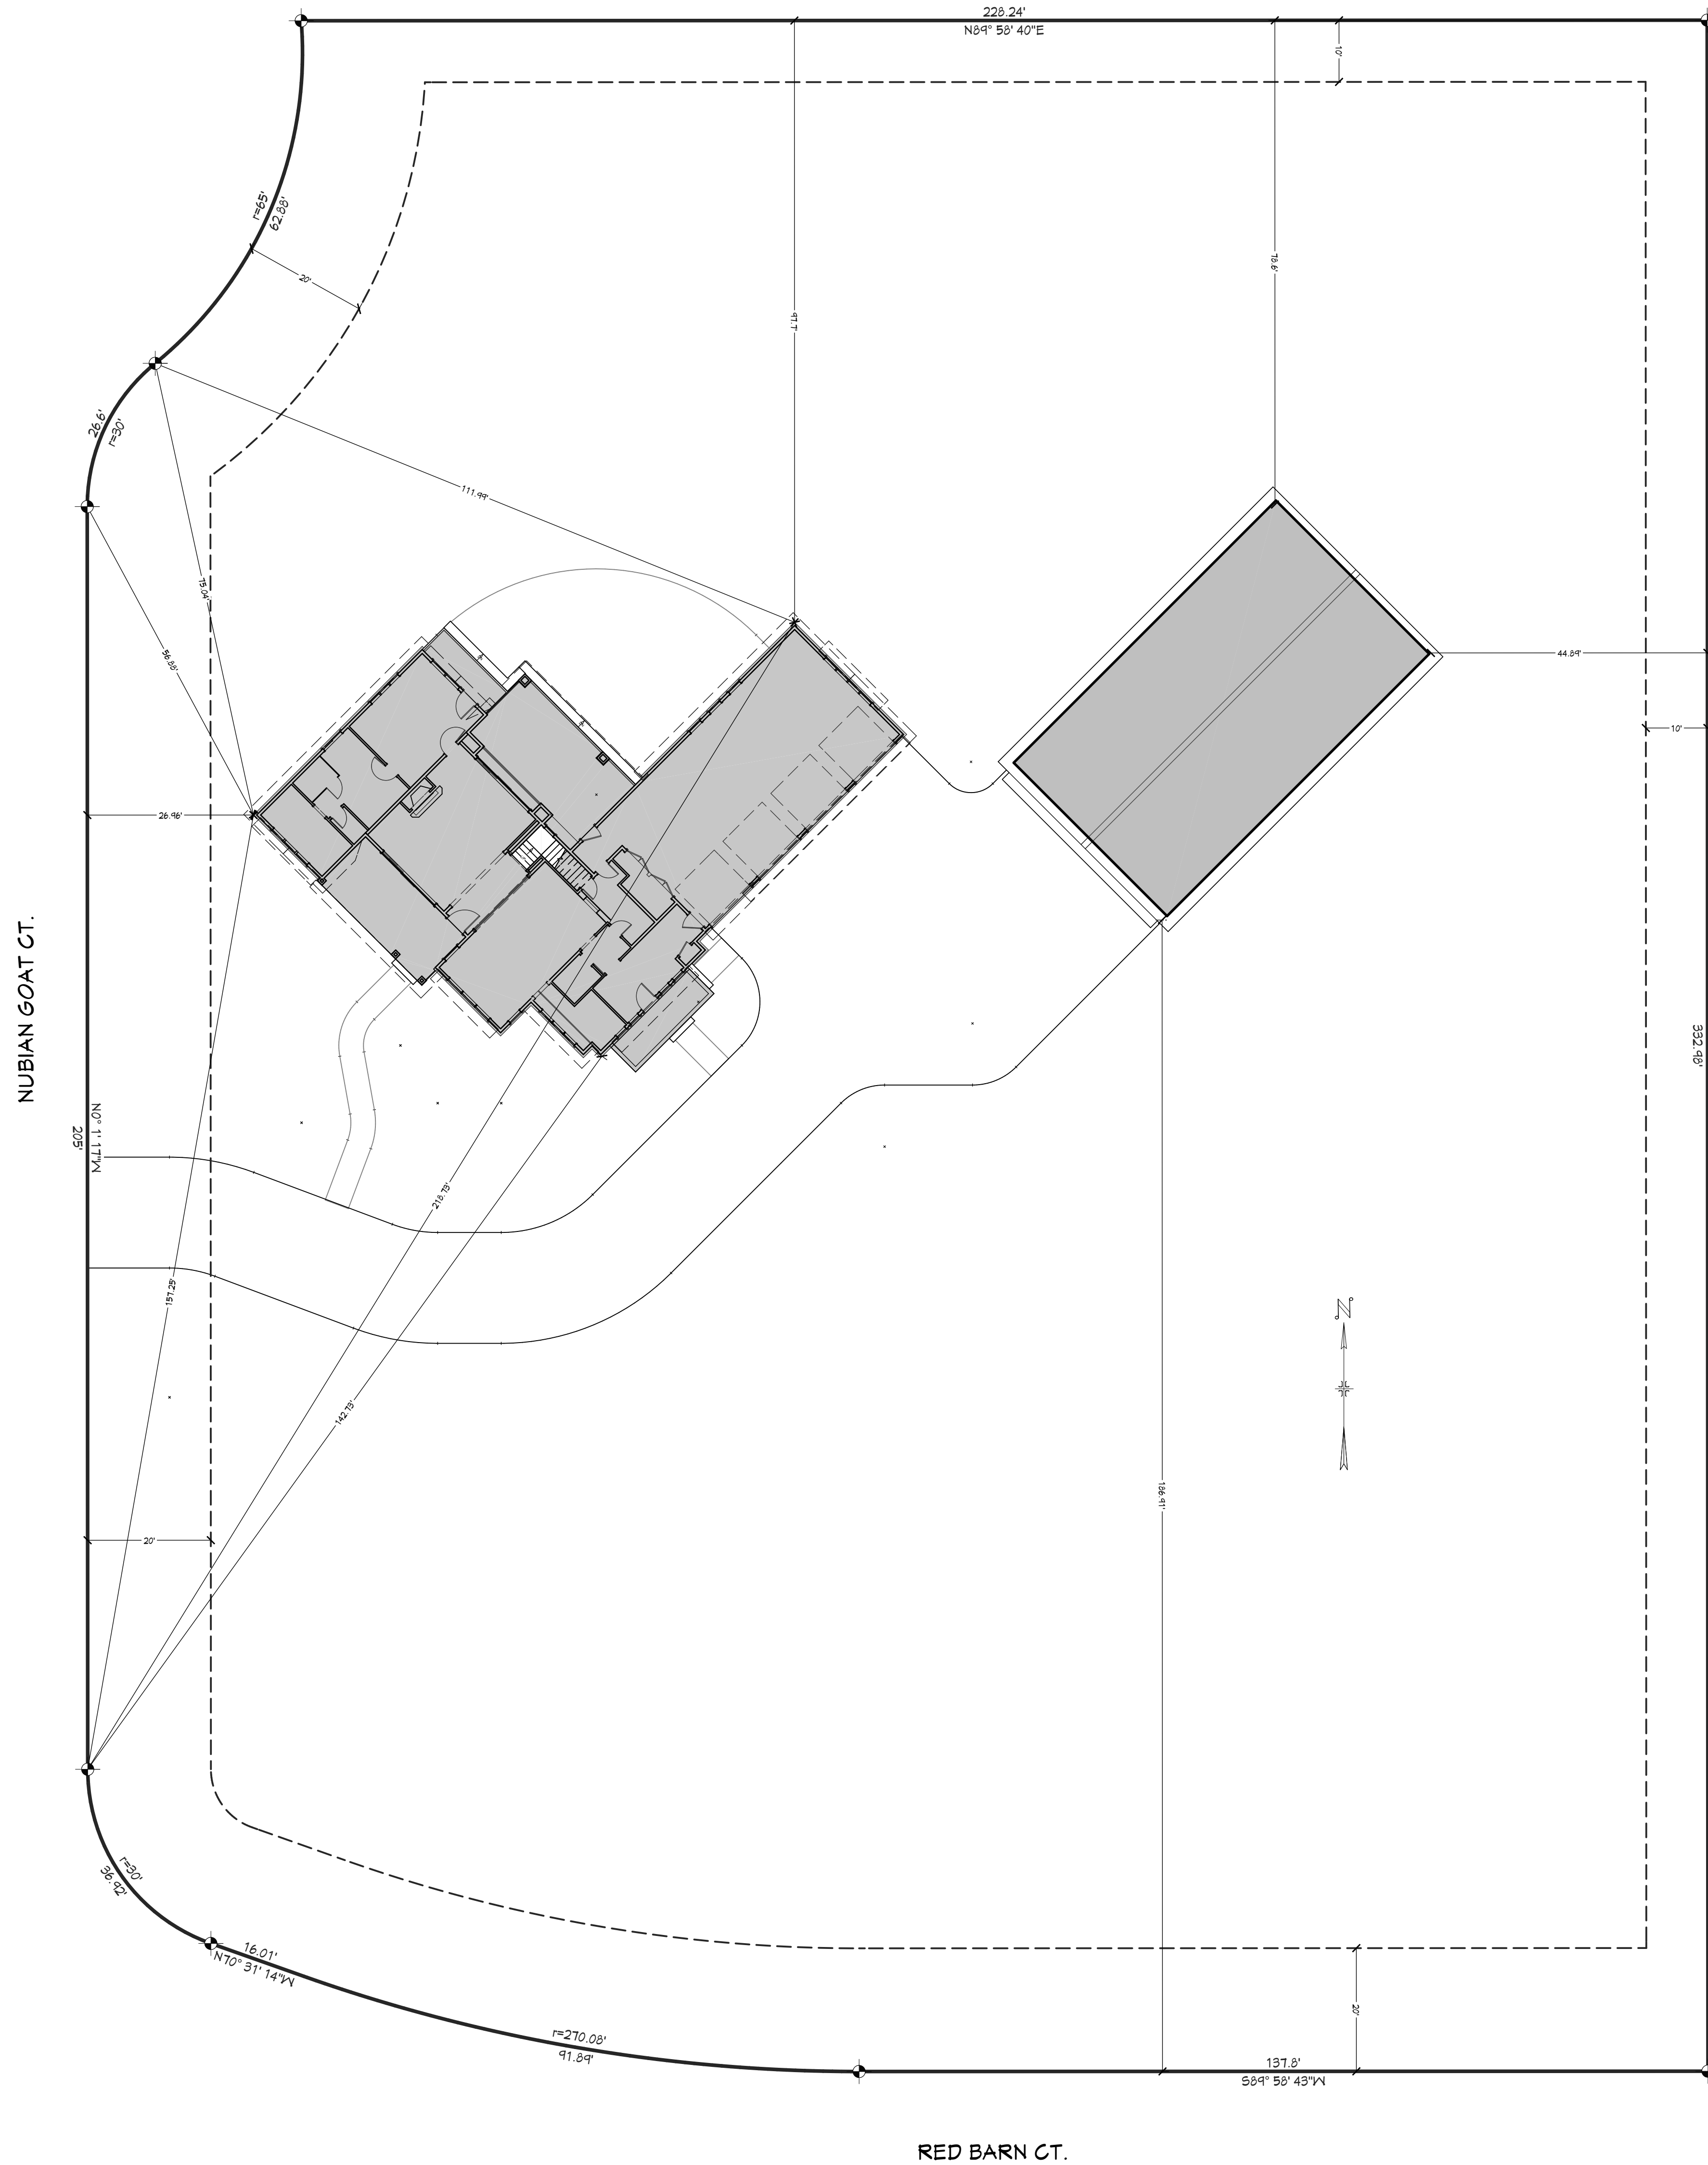 228.24'
N89° 58' 40"E
10'
r=65'
62.88'
20'
78.6'
97.7'
26.6'
r=30'
111.99'
75.04'
56.88'
44.89'
10'
26.96'
NUBIAN GOAT CT.
N0° 1' 17"W
205'
332.98'
218.73'
157.25'
N
142.73'
186.91'
20'
r=30'
36.92'
16.01'
N70° 31' 14"W
20'
r=270.08'
91.89'
137.8'
S89° 58' 43"W
RED BARN CT.